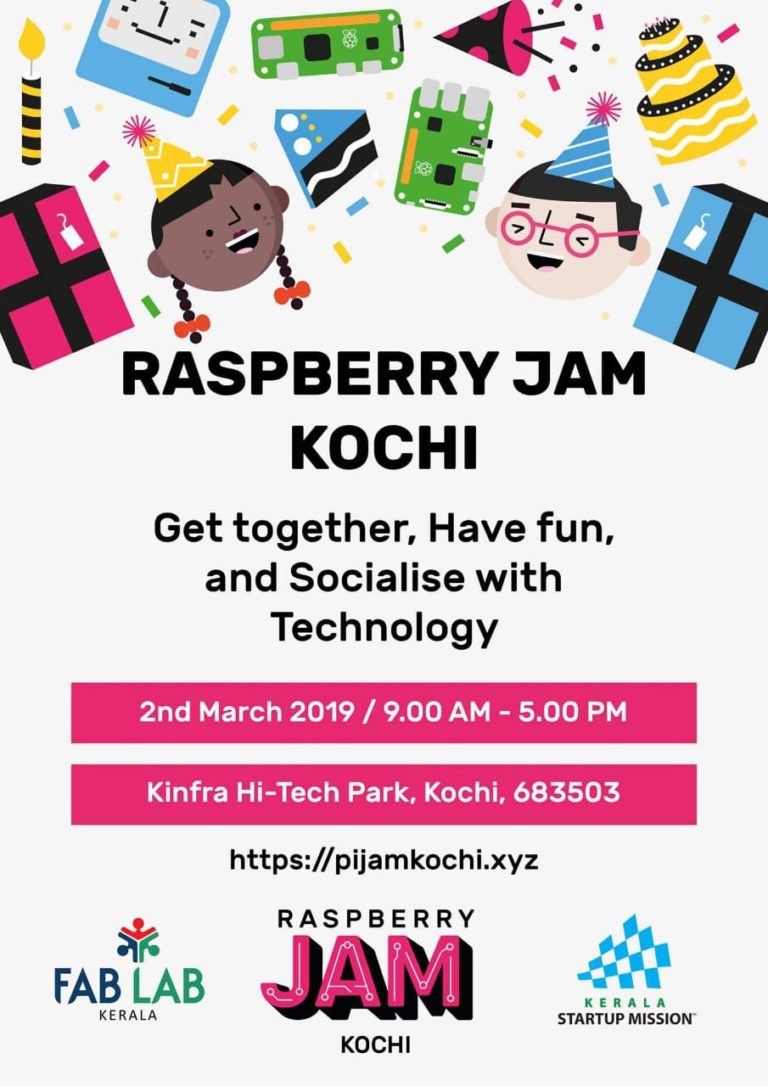 RASPBERRY JAM
KOCHI
Get together, Have fun,
and Socialise with
Technology
2nd March 2019 / 9.00 AM - 5.00 PM
Kinfra Hi-Tech Park, Kochi, 683503
https://pijamkochi.xyz
FAB LAB
KERALA
RASPBERRY
JAM
KOCHI
KERALA
STARTUP MISSION™